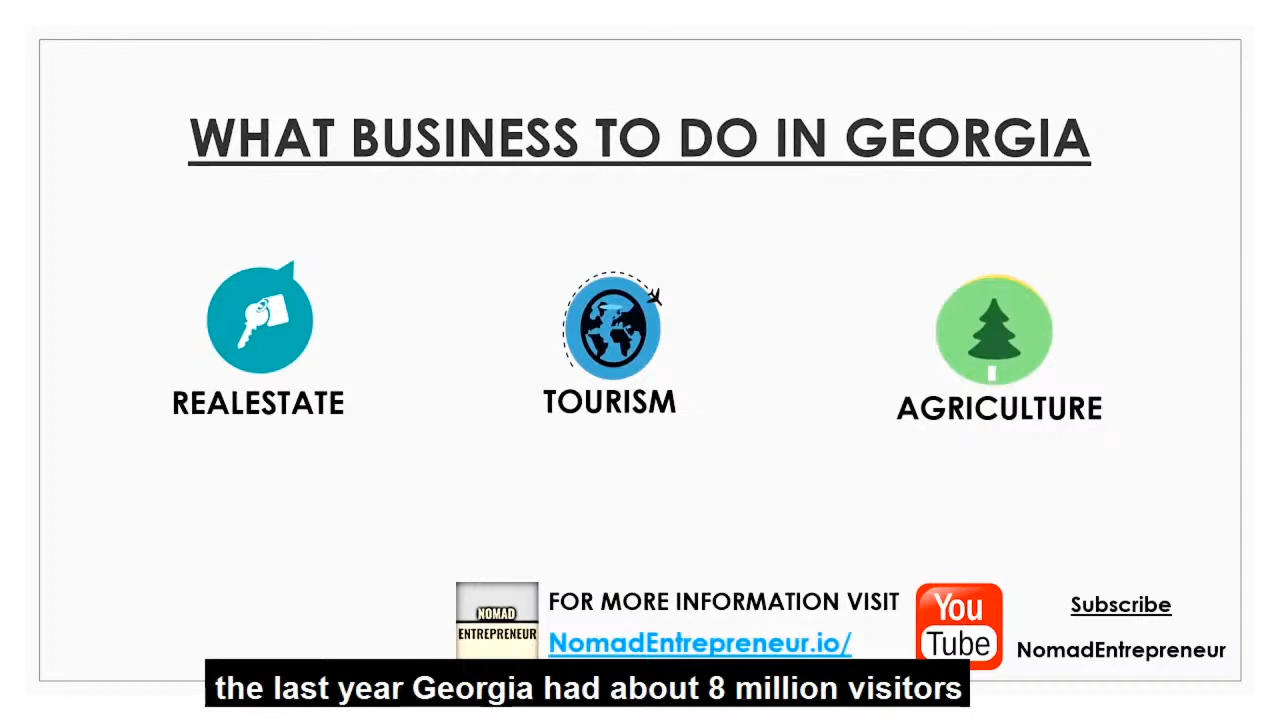 WHAT BUSINESS TO DO IN GEORGIA
REALESTATE
TOURISM
AGRICULTURE
NOMAD
ENTREPRENEUR
FOR MORE INFORMATION VISIT
NomadEntrepreneur.io/
You
Tube
Subscribe
NomadEntrepreneur
the last year Georgia had about 8 million visitors